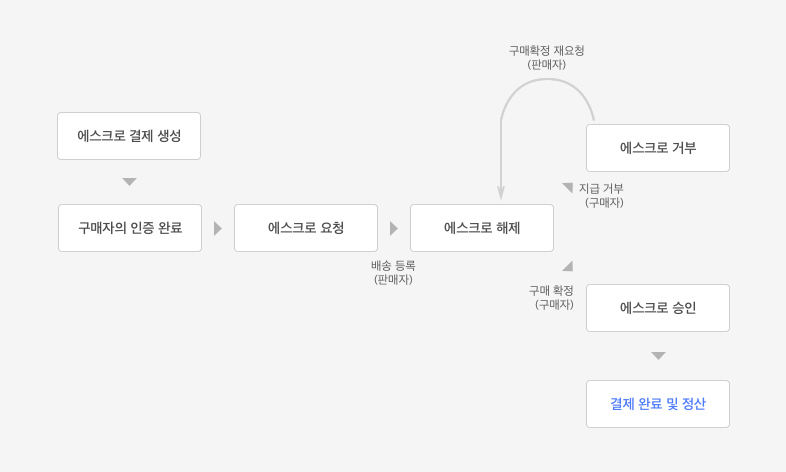 구매확정 재요청
(판매자)
에스크로 결제 생성
에스크로 거부
지급 거부
(구매자)
구매자의 인증 완료
에스크로 요청
에스크로 해제
배송 등록
(판매자)
구매 확정
(구매자)
에스크로 승인
결제 완료 및 정산